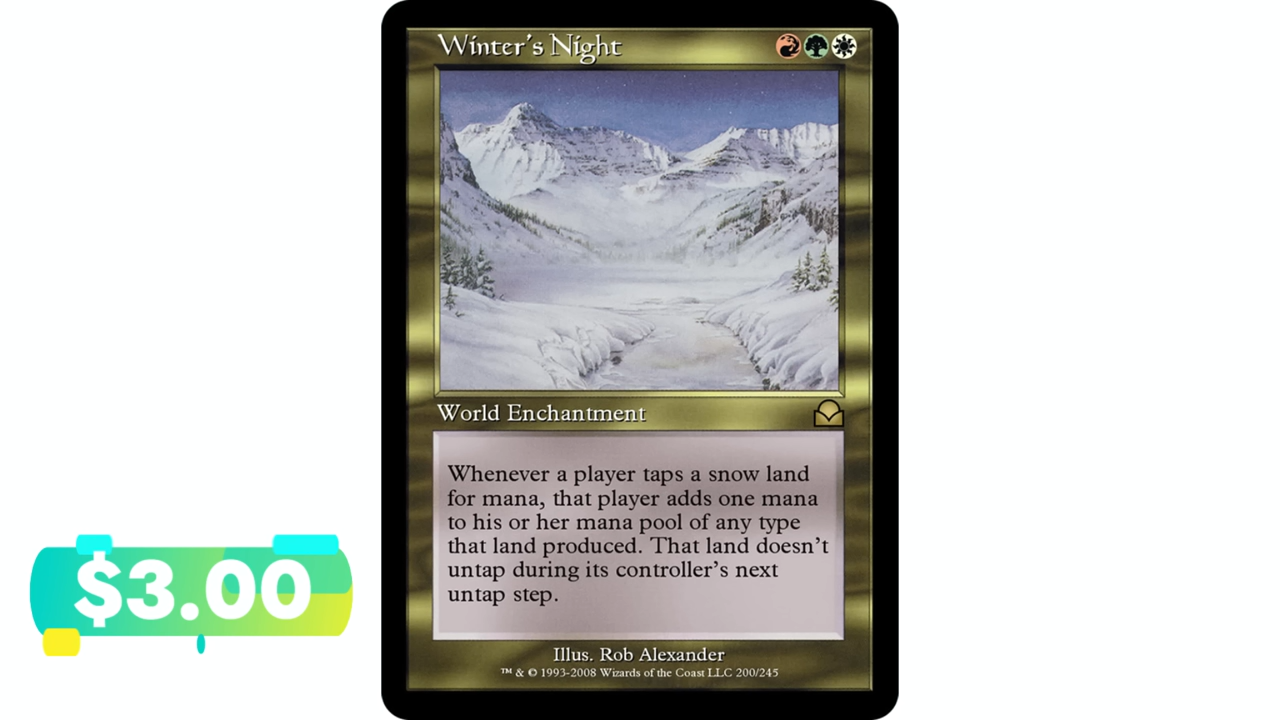 Winter's Night
World Enchantment
Whenever a player taps a snow land
for mana, that player adds one mana
to his or her mana pool of any type
that land produced. That land doesn't
untap during its controller's next
untap step.
Illus. Rob Alexander
™ & © 1993-2008 Wizards of the Coast LLC 200/245
$3.00